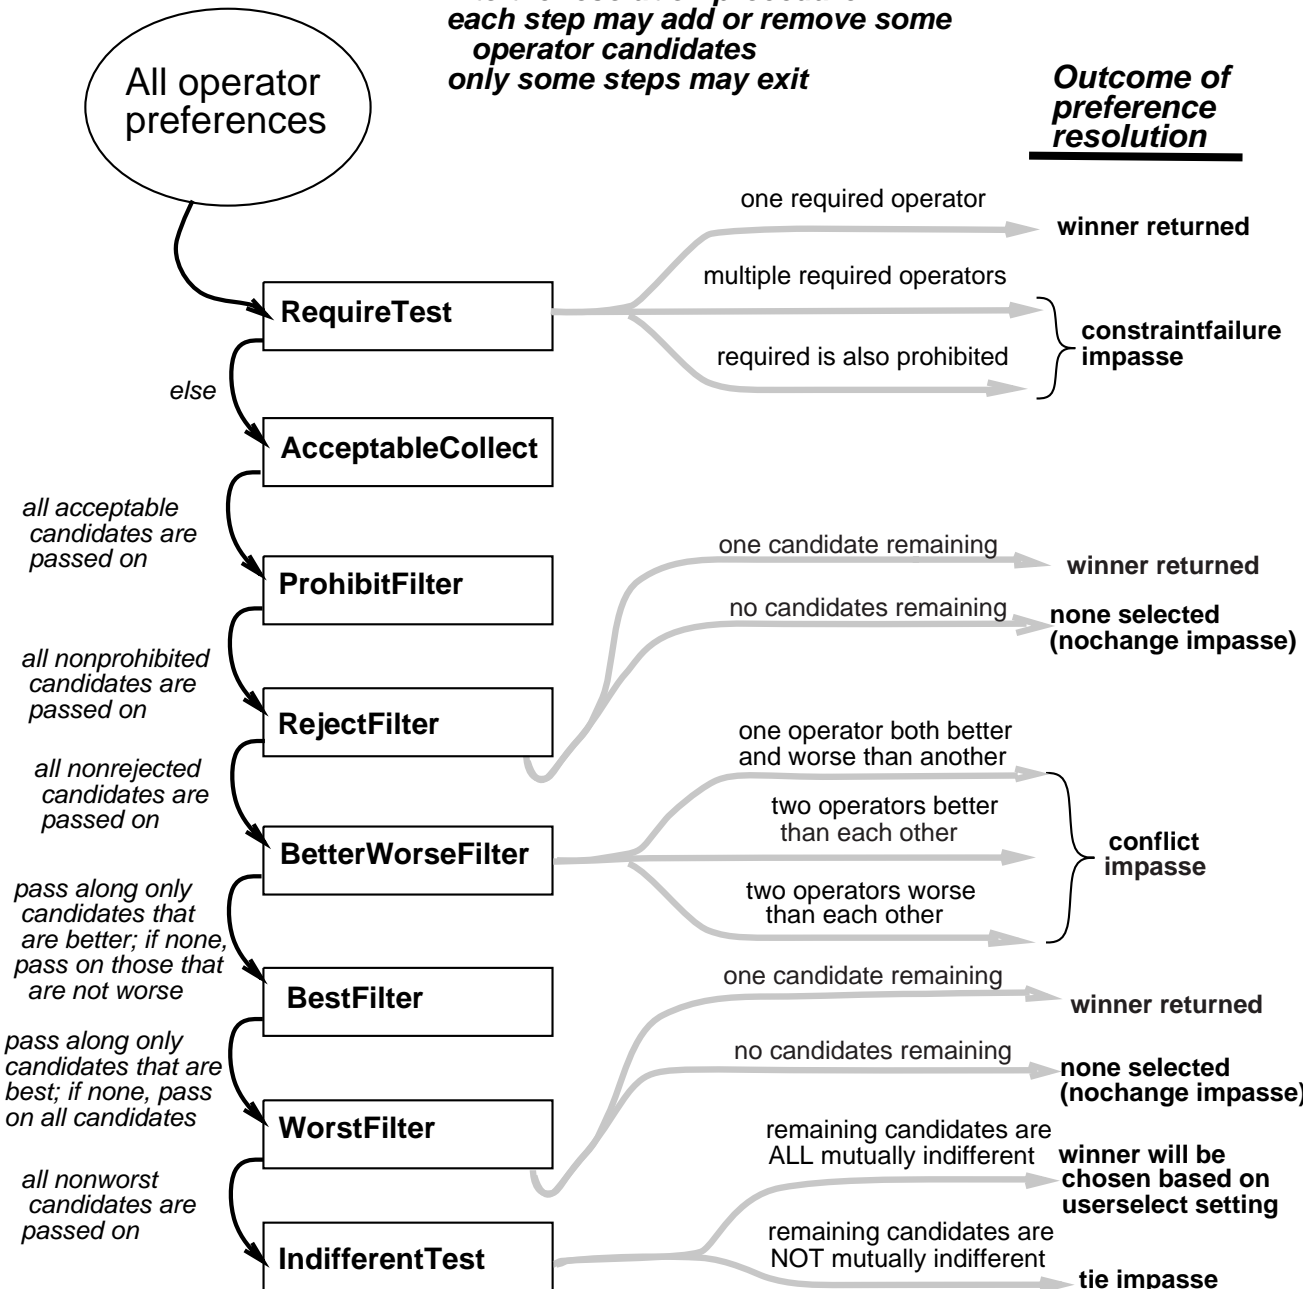 each step may add or remove some
operator candidates
only some steps may exit
All operator
preferences
Outcome of
preference
resolution
one required operator
winner returned
multiple required operators
RequireTest
constraintfailure
impasse
required is also prohibited
else
AcceptableCollect
all acceptable
candidates are
passed on
one candidate remaining
winner returned
ProhibitFilter
no candidates remaining
none selected
(nochange impasse)
all nonprohibited
candidates are
passed on
RejectFilter
one operator both better
and worse than another
all nonrejected
candidates are
passed on
two operators better
than each other
BetterWorseFilter
conflict
impasse
two operators worse
than each other
pass along only
candidates that
are better; if none,
pass on those that
are not worse
one candidate remaining
winner returned
BestFilter
pass along only
candidates that are
best; if none, pass
on all candidates
no candidates remaining
none selected
(nochange impasse)
WorstFilter
remaining candidates are
ALL mutually indifferent
winner will be
chosen based on
userselect setting
all nonworst
candidates are
passed on
remaining candidates are
NOT mutually indifferent
IndifferentTest
tie impasse